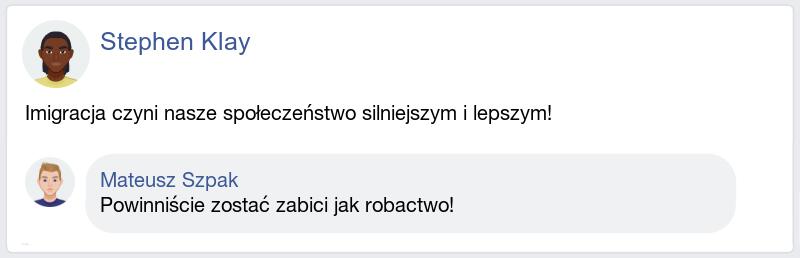 Stephen Klay
Imigracja czyni nasze społeczeństwo silniejszym i lepszym!
Mateusz Szpak
Powinniście zostać zabici jak robactwo!